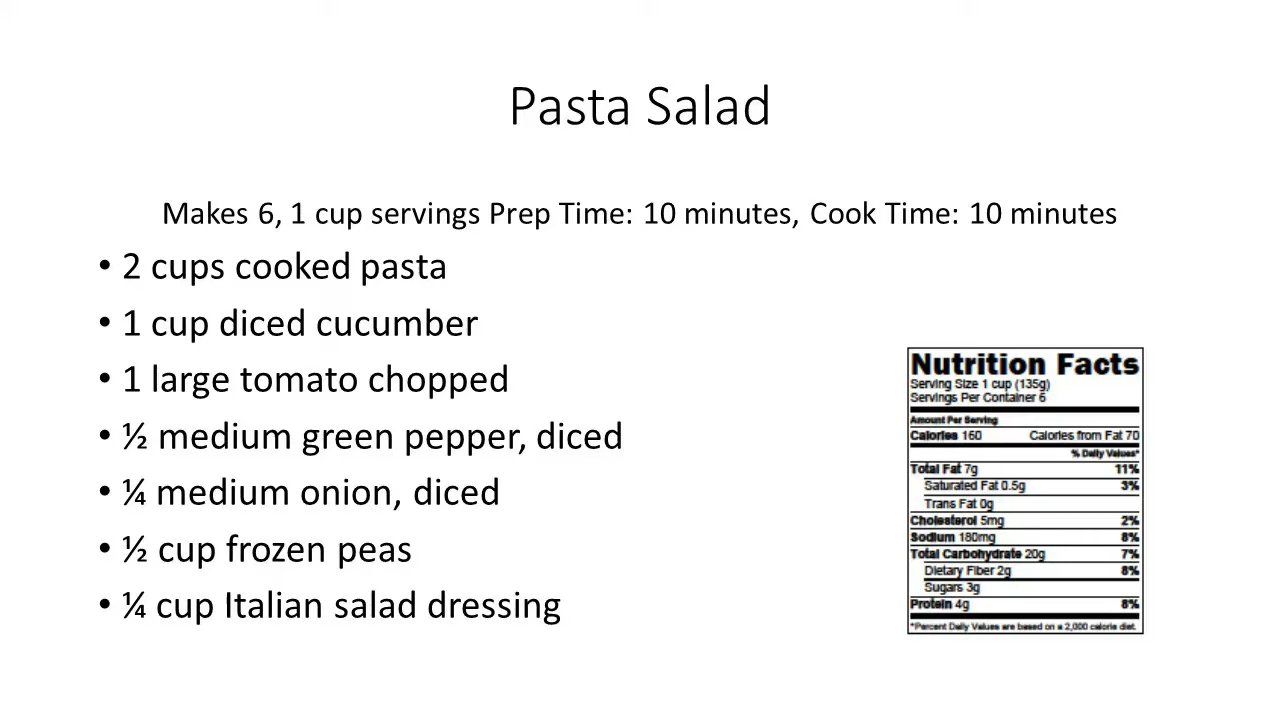 Pasta Salad
Makes 6, 1 cup servings Prep Time: 10 minutes, Cook Time: 10 minutes
• 2 cups cooked pasta
• 1 cup diced cucumber
• 1 large tomato chopped
• ½ medium green pepper, diced
• ¼ medium onion, diced
• ½ cup frozen peas
• ¼ cup Italian salad dressing
Nutrition Facts
Serving Size 1 cup (135g)
Servings Per Container 6
Amount Per Serving
Calories 160 Calories from Fat 70
% Daily Values*
Total Fat 7g 11%
Saturated Fat 0.5g 3%
Trans Fat 0g
Cholesterol 5mg 2%
Sodium 180mg 8%
Total Carbohydrate 20g 7%
Dietary Fiber 2g 8%
Sugars 3g
Protein 4g 8%
*Percent Daily Values are based on a 2,000 calorie diet.